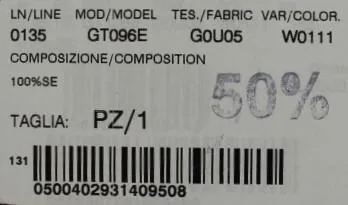 LN/LINE MOD/MODEL TES./FABRIC VAR/COLOR.
0135 GT096E G0U05 W0111
COMPOSIZIONE/COMPOSITION
100%SE
50%
TAGLIA: PZ/1
131
0500402931409508